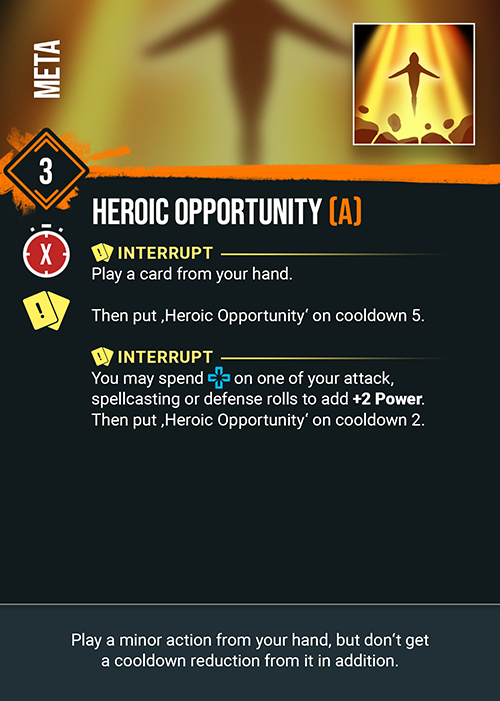 META
3
HEROIC OPPORTUNITY (A)
X
! INTERRUPT
Play a card from your hand.
!
Then put ‚Heroic Opportunity‘ on cooldown 5.
! INTERRUPT
You may spend on one of your attack,
spellcasting or defense rolls to add +2 Power.
Then put ‚Heroic Opportunity‘ on cooldown 2.
Play a minor action from your hand, but don‘t get
a cooldown reduction from it in addition.